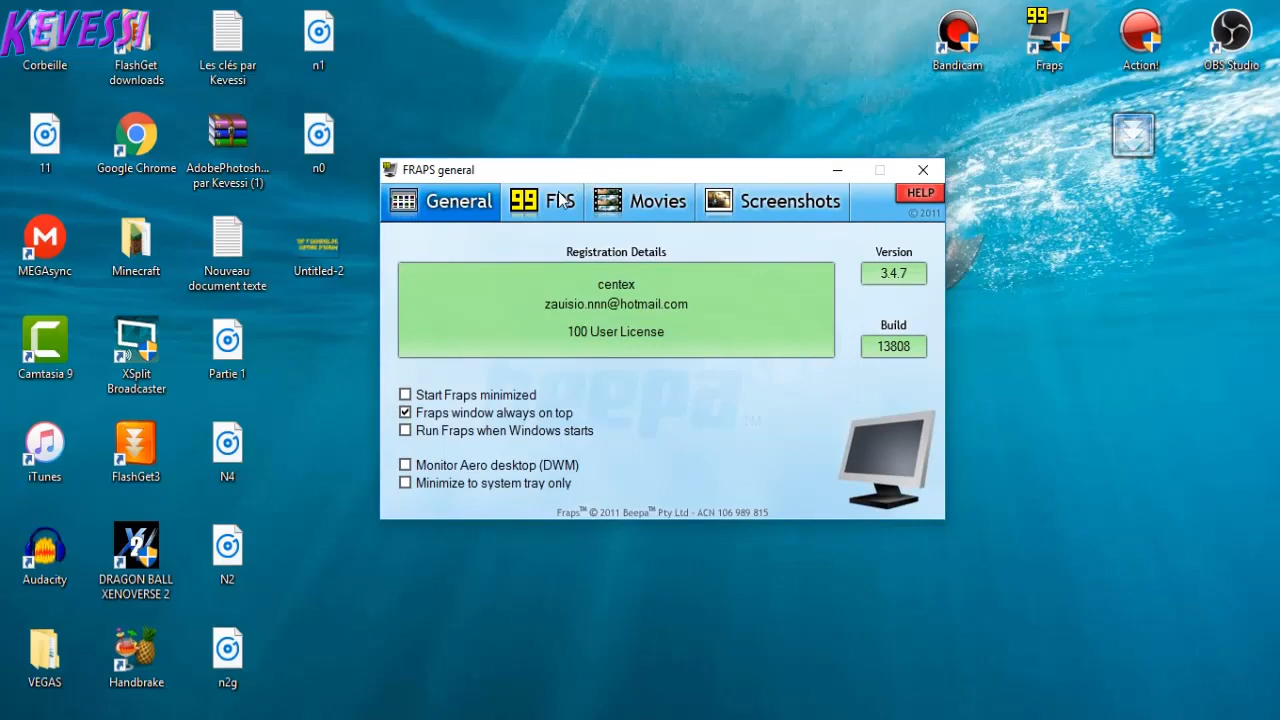 KEVESSI
Corbeille
FlashGet
downloads
Les clés par
Kevessi
n1
11
Google Chrome
AdobePhotosh...
par Kevessi (1)
n0
MEGAsync
Minecraft
Nouveau
document texte
Untitled-2
Camtasia 9
XSplit
Broadcaster
Partie 1
iTunes
FlashGet3
N4
Audacity
DRAGON BALL
XENOVERSE 2
N2
VEGAS
Handbrake
n2g
Bandicam
99
Fraps
Action!
OBS Studio
FRAPS general
General
99 FPS
Movies
Screenshots
HELP
© 2011
Registration Details
centex
zauisio.nnn@hotmail.com
100 User License
Version
3.4.7
Build
13808
beepa™
Start Fraps minimized
Fraps window always on top
Run Fraps when Windows starts
Monitor Aero desktop (DWM)
Minimize to system tray only
Fraps™ © 2011 Beepa™ Pty Ltd - ACN 106 989 815